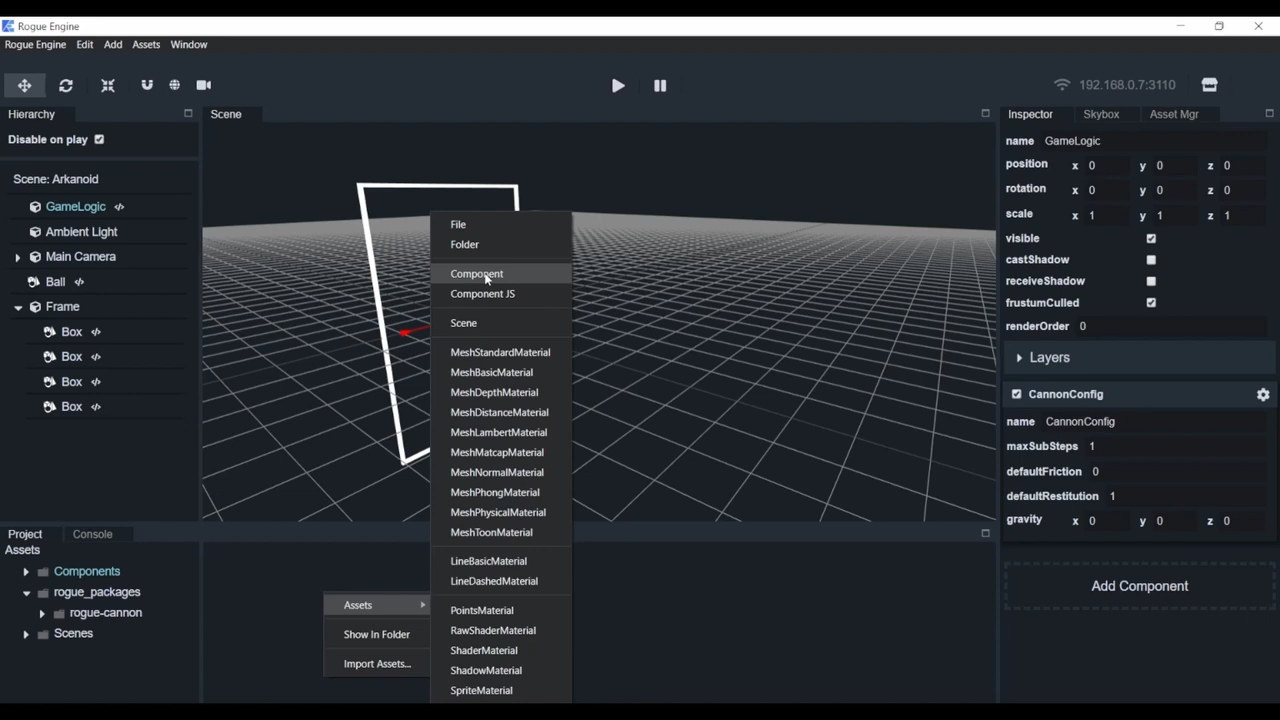 Rogue Engine
Rogue Engine Edit Add Assets Window
192.168.0.7:3110
Hierarchy
Disable on play
Scene: Arkanoid
GameLogic
Ambient Light
Main Camera
Ball
Frame
Box
Box
Box
Box
Scene
File
Folder
Component
Component JS
Scene
MeshStandardMaterial
MeshBasicMaterial
MeshDepthMaterial
MeshDistanceMaterial
MeshLambertMaterial
MeshMatcapMaterial
MeshNormalMaterial
MeshPhongMaterial
MeshPhysicalMaterial
MeshToonMaterial
LineBasicMaterial
LineDashedMaterial
PointsMaterial
RawShaderMaterial
ShaderMaterial
ShadowMaterial
SpriteMaterial
Inspector Skybox Asset Mgr
name GameLogic
position x 0 y 0 z 0
rotation x 0 y 0 z 0
scale x 1 y 1 z 1
visible
castShadow
receiveShadow
frustumCulled
renderOrder 0
Layers
CannonConfig
name CannonConfig
maxSubSteps 1
defaultFriction 0
defaultRestitution 1
gravity x 0 y 0 z 0
Add Component
Project Console
Assets
Components
rogue_packages
rogue-cannon
Scenes
Assets
Show In Folder
Import Assets...